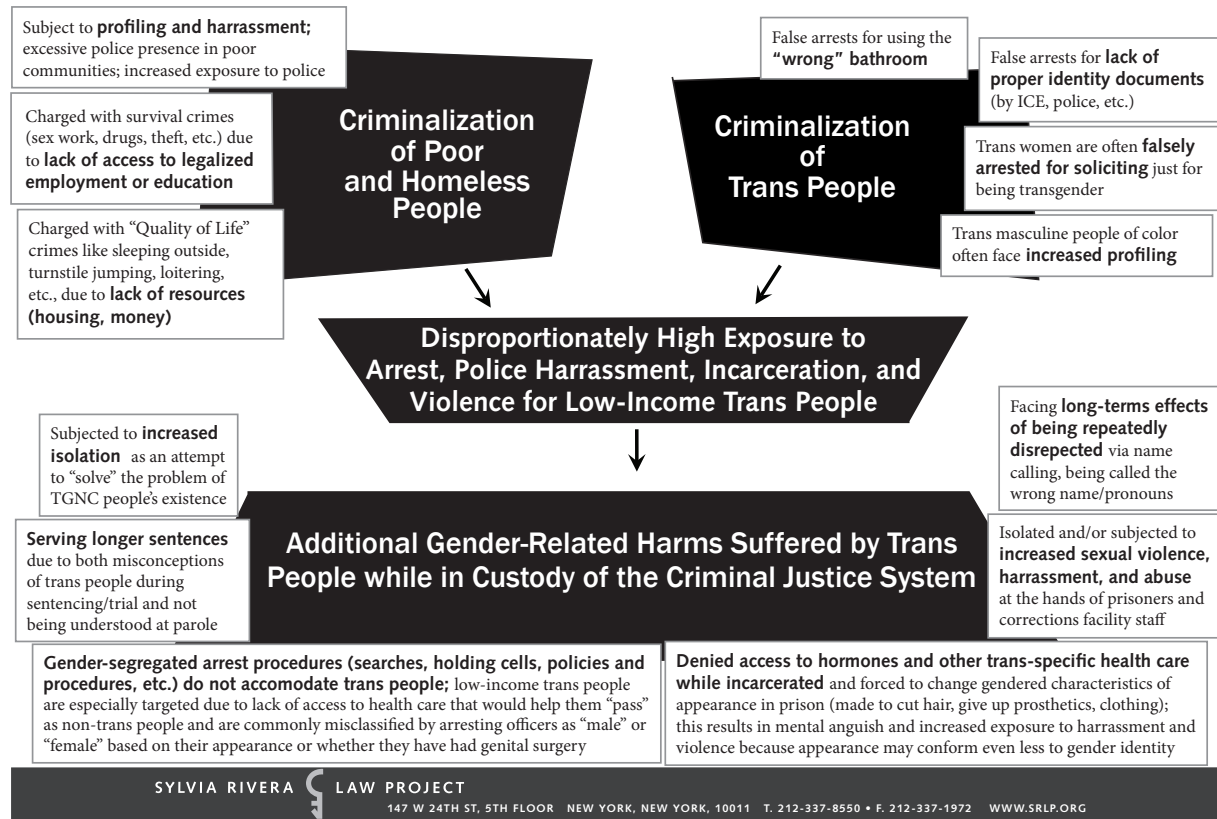 Subject to profiling and harrassment;
excessive police presence in poor
communities; increased exposure to police
Charged with survival crimes
(sex work, drugs, theft, etc.) due
to lack of access to legalized
employment or education
Charged with “Quality of Life”
crimes like sleeping outside,
turnstile jumping, loitering,
etc., due to lack of resources
(housing, money)
Criminalization
of Poor
and Homeless
People
False arrests for using the
“wrong” bathroom
Criminalization
of
Trans People
False arrests for lack of
proper identity documents
(by ICE, police, etc.)
Trans women are often falsely
arrested for soliciting just for
being transgender
Trans masculine people of color
often face increased profiling
Disproportionately High Exposure to
Arrest, Police Harrassment, Incarceration, and
Violence for Low-Income Trans People
Subjected to increased
isolation as an attempt
to “solve” the problem of
TGNC people’s existence
Serving longer sentences
due to both misconceptions
of trans people during
sentencing/trial and not
being understood at parole
Additional Gender-Related Harms Suffered by Trans
People while in Custody of the Criminal Justice System
Facing long-terms effects
of being repeatedly
disrepected via name
calling, being called the
wrong name/pronouns
Isolated and/or subjected to
increased sexual violence,
harrassment, and abuse
at the hands of prisoners and
corrections facility staff
Gender-segregated arrest procedures (searches, holding cells, policies and
procedures, etc.) do not accomodate trans people; low-income trans people
are especially targeted due to lack of access to health care that would help them “pass”
as non-trans people and are commonly misclassified by arresting officers as “male” or
“female” based on their appearance or whether they have had genital surgery
Denied access to hormones and other trans-specific health care
while incarcerated and forced to change gendered characteristics of
appearance in prison (made to cut hair, give up prosthetics, clothing);
this results in mental anguish and increased exposure to harrassment and
violence because appearance may conform even less to gender identity
SYLVIA RIVERA LAW PROJECT
147 W 24TH ST, 5TH FLOOR NEW YORK, NEW YORK, 10011 T. 212-337-8550 • F. 212-337-1972 WWW.SRLP.ORG